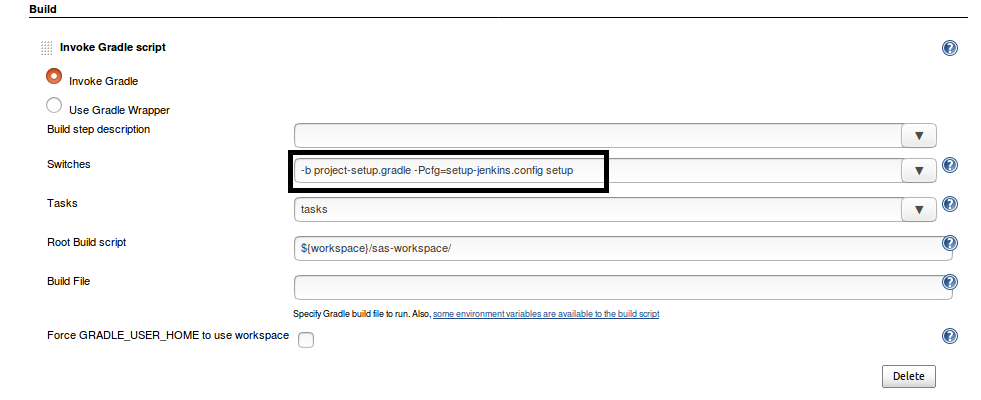 Build
Invoke Gradle script
Invoke Gradle
Use Gradle Wrapper
Build step description
Switches
-b project-setup.gradle -Pcfg=setup-jenkins.config setup
Tasks
tasks
Root Build script
${workspace}/sas-workspace/
Build File
Specify Gradle build file to run. Also, some environment variables are available to the build script
Force GRADLE_USER_HOME to use workspace
Delete